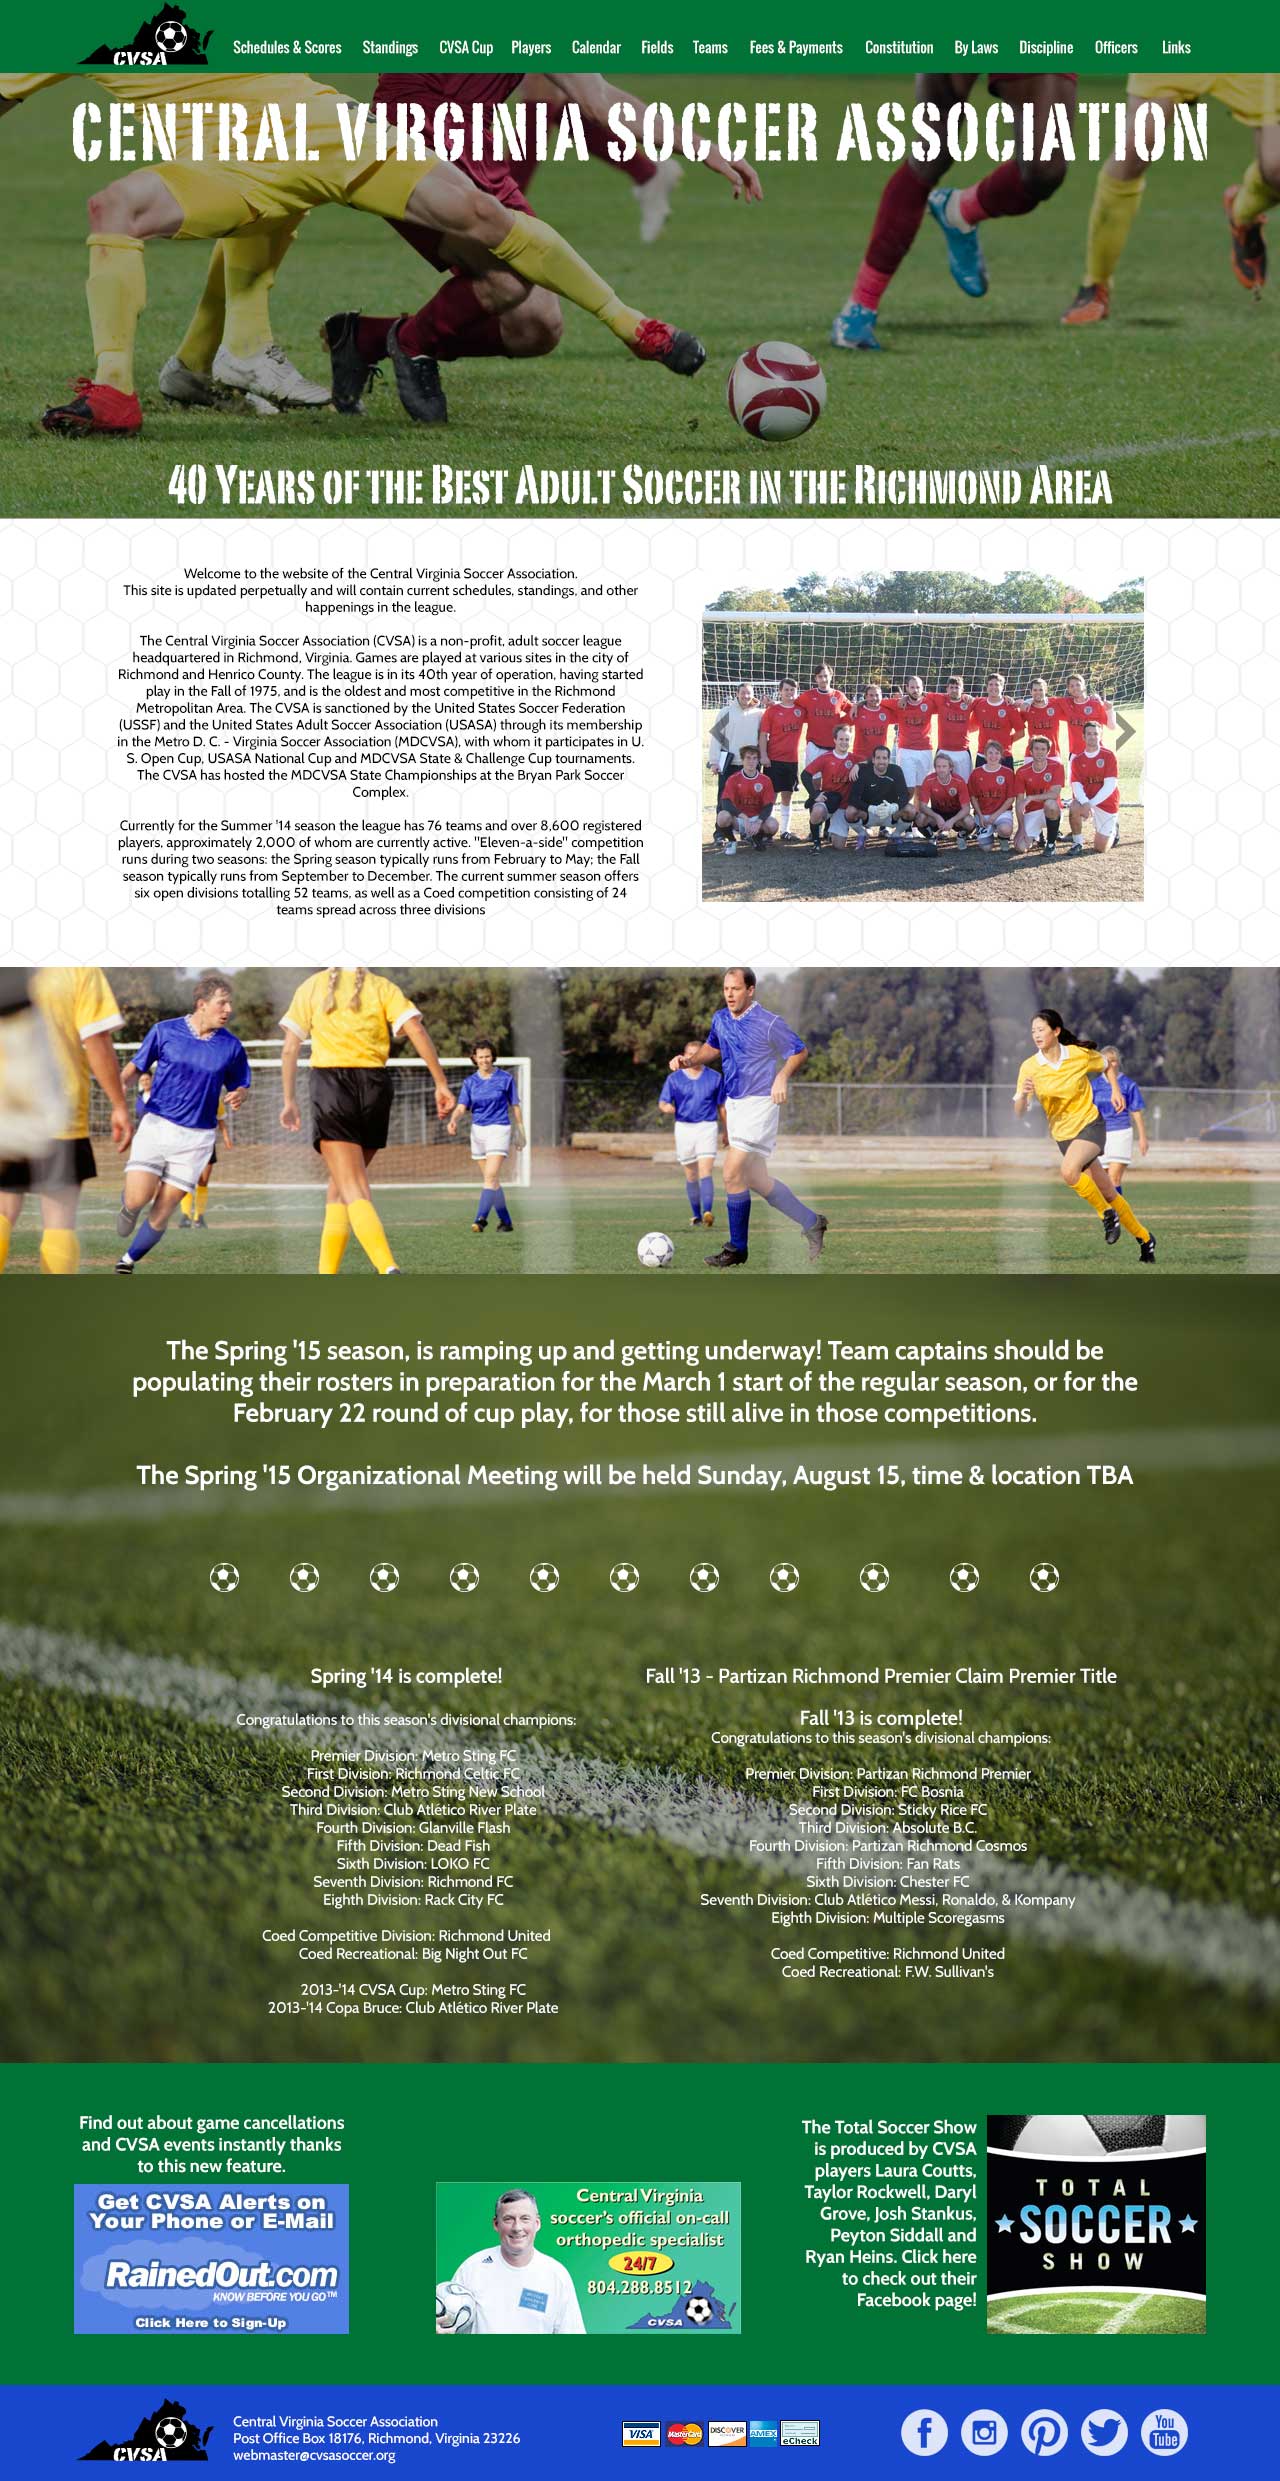 CVSA
Schedules & Scores Standings CVSA Cup Players Calendar Fields Teams Fees & Payments Constitution By Laws Discipline Officers Links
CENTRAL VIRGINIA SOCCER ASSOCIATION
40 YEARS OF THE BEST ADULT SOCCER IN THE RICHMOND AREA
Welcome to the website of the Central Virginia Soccer Association.
This site is updated perpetually and will contain current schedules, standings, and other
happenings in the league.
The Central Virginia Soccer Association (CVSA) is a non-profit, adult soccer league
headquartered in Richmond, Virginia. Games are played at various sites in the city of
Richmond and Henrico County. The league is in its 40th year of operation, having started
play in the Fall of 1975, and is the oldest and most competitive in the Richmond
Metropolitan Area. The CVSA is sanctioned by the United States Soccer Federation
(USSF) and the United States Adult Soccer Association (USASA) through its membership
in the Metro D. C. - Virginia Soccer Association (MDCVSA), with whom it participates in U.
S. Open Cup, USASA National Cup and MDCVSA State & Challenge Cup tournaments.
The CVSA has hosted the MDCVSA State Championships at the Bryan Park Soccer
Complex.
Currently for the Summer '14 season the league has 76 teams and over 8,600 registered
players, approximately 2,000 of whom are currently active. "Eleven-a-side" competition
runs during two seasons: the Spring season typically runs from February to May; the Fall
season typically runs from September to December. The current summer season offers
six open divisions totalling 52 teams, as well as a Coed competition consisting of 24
teams spread across three divisions
The Spring '15 season, is ramping up and getting underway! Team captains should be
populating their rosters in preparation for the March 1 start of the regular season, or for the
February 22 round of cup play, for those still alive in those competitions.
The Spring '15 Organizational Meeting will be held Sunday, August 15, time & location TBA
Spring '14 is complete!
Congratulations to this season's divisional champions:
Premier Division: Metro Sting FC
First Division: Richmond Celtic FC
Second Division: Metro Sting New School
Third Division: Club Atlético River Plate
Fourth Division: Glanville Flash
Fifth Division: Dead Fish
Sixth Division: LOKO FC
Seventh Division: Richmond FC
Eighth Division: Rack City FC
Coed Competitive Division: Richmond United
Coed Recreational: Big Night Out FC
2013-'14 CVSA Cup: Metro Sting FC
2013-'14 Copa Bruce: Club Atlético River Plate
Fall '13 - Partizan Richmond Premier Claim Premier Title
Fall '13 is complete!
Congratulations to this season's divisional champions:
Premier Division: Partizan Richmond Premier
First Division: FC Bosnia
Second Division: Sticky Rice FC
Third Division: Absolute B.C.
Fourth Division: Partizan Richmond Cosmos
Fifth Division: Fan Rats
Sixth Division: Chester FC
Seventh Division: Club Atlético Messi, Ronaldo, & Kompany
Eighth Division: Multiple Scoregasms
Coed Competitive: Richmond United
Coed Recreational: F.W. Sullivan's
Find out about game cancellations
and CVSA events instantly thanks
to this new feature.
Get CVSA Alerts on
Your Phone or E-Mail
RainedOut.com
KNOW BEFORE YOU GO™
Click Here to Sign-Up
Central Virginia
soccer's official on-call
orthopedic specialist
24/7
804.288.8512
CVSA
The Total Soccer Show
is produced by CVSA
players Laura Coutts,
Taylor Rockwell, Daryl
Grove, Josh Stankus,
Peyton Siddall and
Ryan Heins. Click here
to check out their
Facebook page!
TOTAL
SOCCER
SHOW
CVSA
Central Virginia Soccer Association
Post Office Box 18176, Richmond, Virginia 23226
webmaster@cvsasoccer.org
VISA MasterCard DISCOVER AMEX eCheck
You
Tube